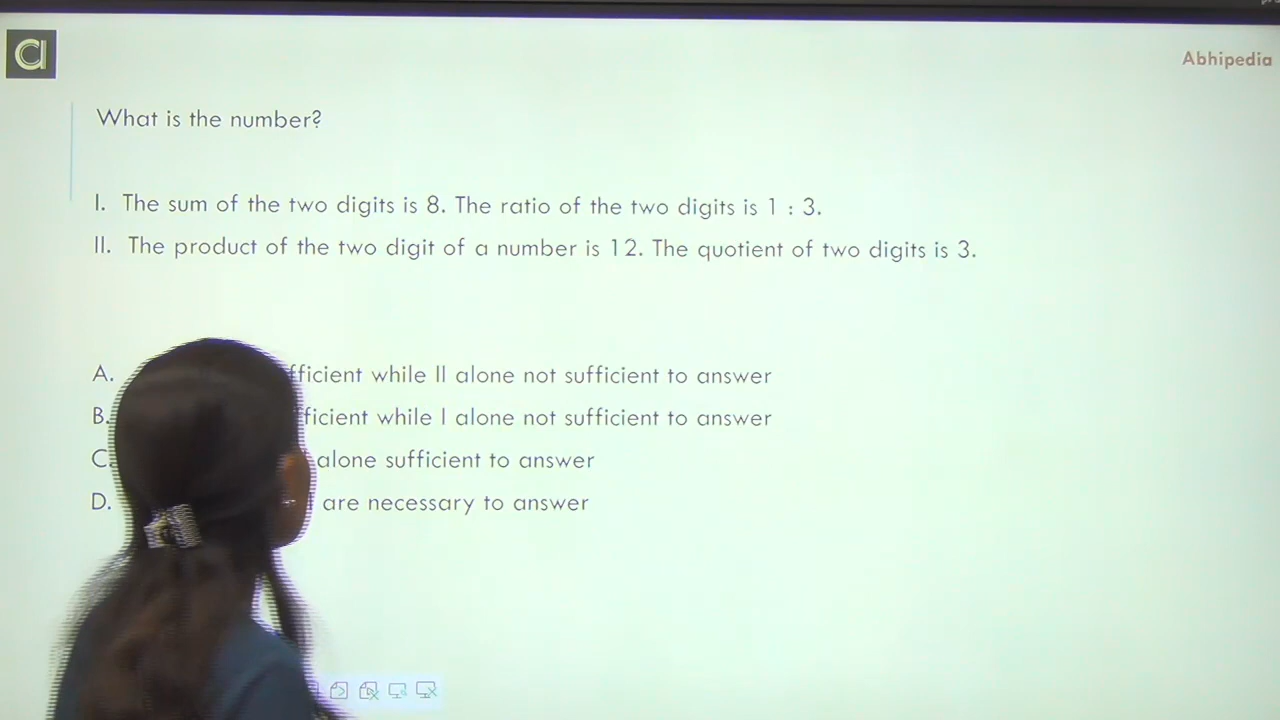 Abhipedia
What is the number?
I. The sum of the two digits is 8. The ratio of the two digits is 1 : 3.
II. The product of the two digit of a number is 12. The quotient of two digits is 3.
A. while II alone not sufficient to answer
B. while I alone not sufficient to answer
C. alone sufficient to answer
D. are necessary to answer